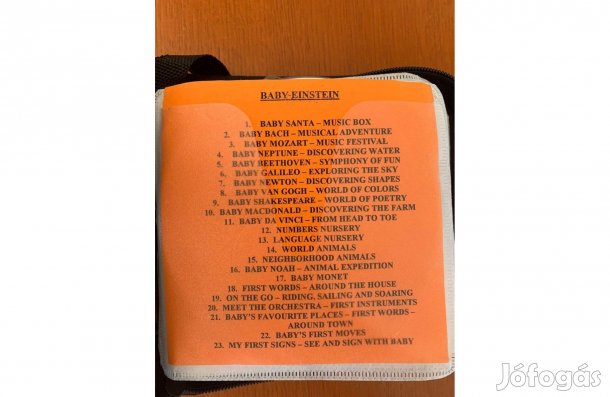 BABY-EINSTEIN
1. BABY SANTA – MUSIC BOX
2. BABY BACH – MUSICAL ADVENTURE
3. BABY MOZART – MUSIC FESTIVAL
4. BABY NEPTUNE – DISCOVERING WATER
5. BABY BEETHOVEN – SYMPHONY OF FUN
6. BABY GALILEO – EXPLORING THE SKY
7. BABY NEWTON – DISCOVERING SHAPES
8. BABY VAN GOGH – WORLD OF COLORS
9. BABY SHAKESPEARE – WORLD OF POETRY
10. BABY MACDONALD – DISCOVERING THE FARM
11. BABY DA VINCI – FROM HEAD TO TOE
12. NUMBERS NURSERY
13. LANGUAGE NURSERY
14. WORLD ANIMALS
15. NEIGHBORHOOD ANIMALS
16. BABY NOAH – ANIMAL EXPEDITION
17. BABY MONET
18. FIRST WORDS – AROUND THE HOUSE
19. ON THE GO – RIDING, SAILING AND SOARING
20. MEET THE ORCHESTRA – FIRST INSTRUMENTS
21. BABY'S FAVOURITE PLACES – FIRST WORDS –
AROUND TOWN
22. BABY'S FIRST MOVES
23. MY FIRST SIGNS – SEE AND SIGN WITH BABY
Jófogás